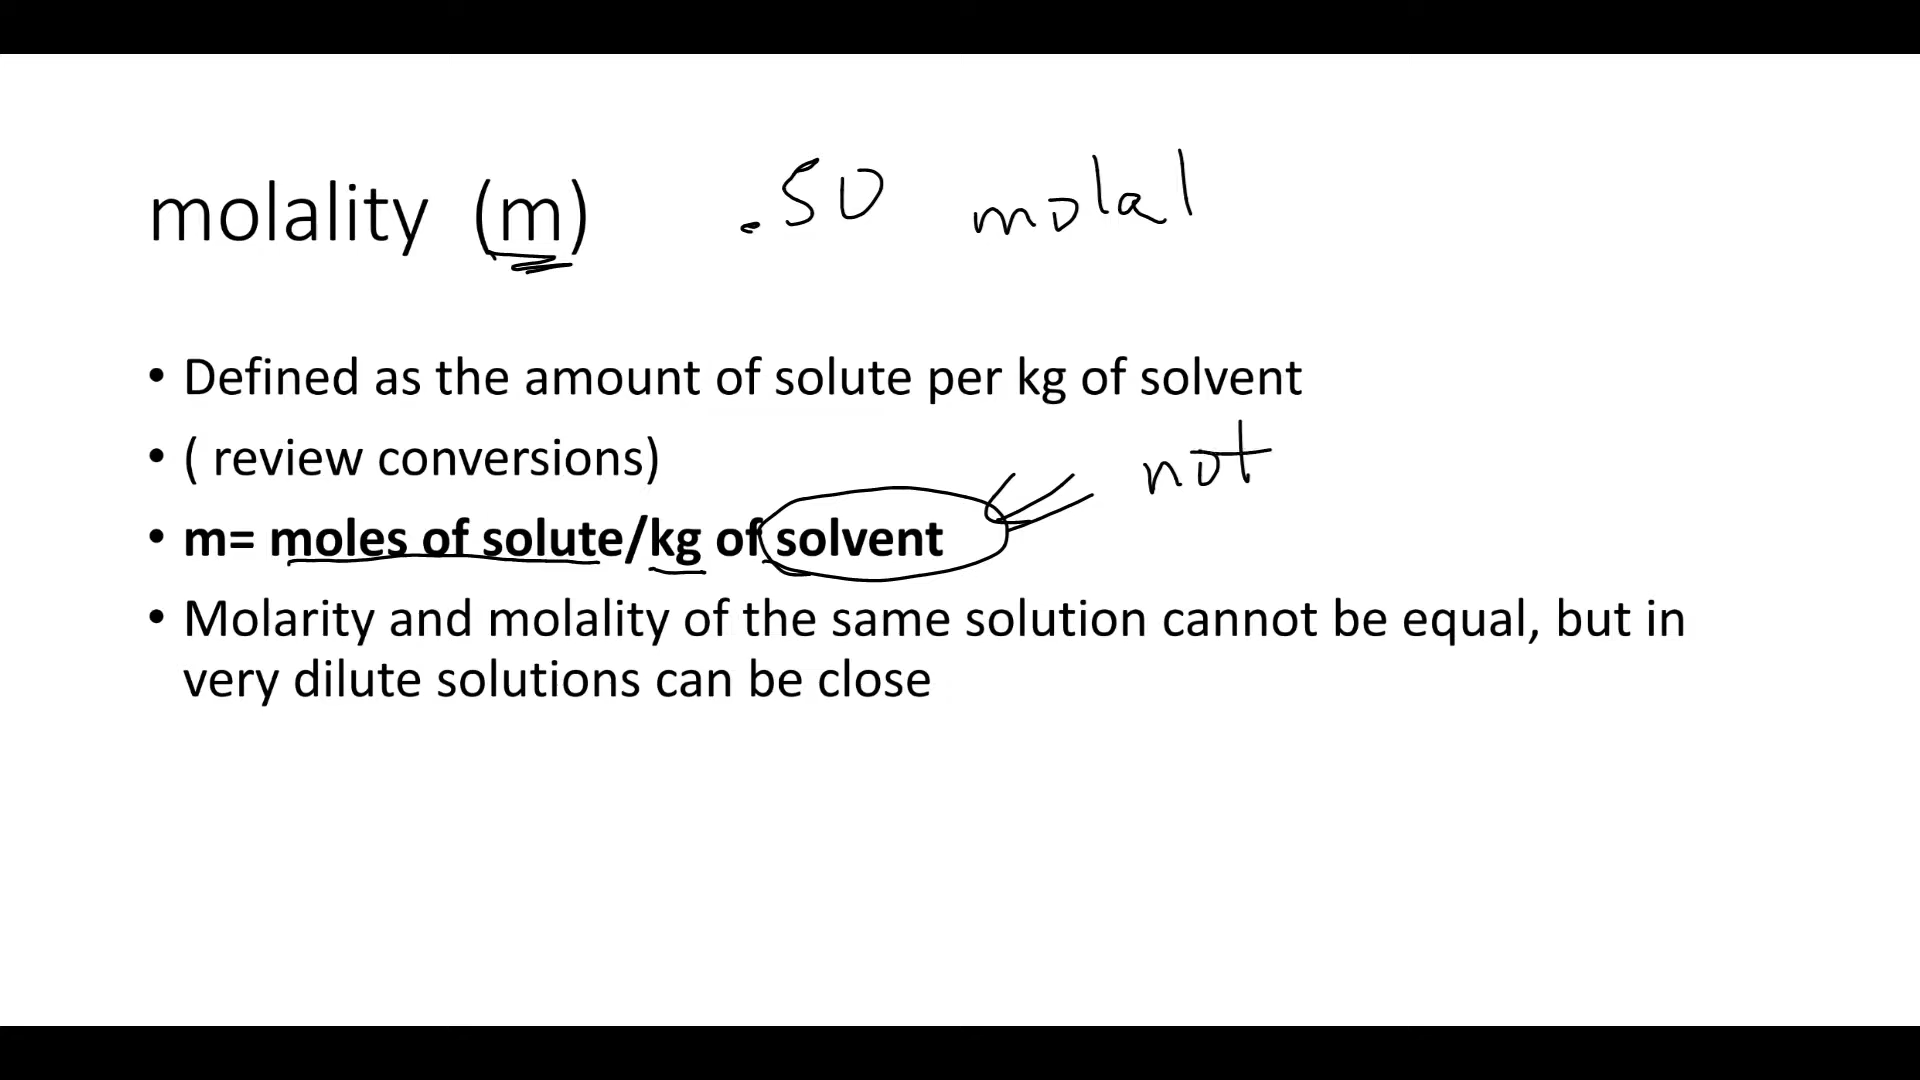 molality (m) .50 molal
• Defined as the amount of solute per kg of solvent
• ( review conversions)
not
• m= moles of solute/kg of solvent
• Molarity and molality of the same solution cannot be equal, but in
very dilute solutions can be close